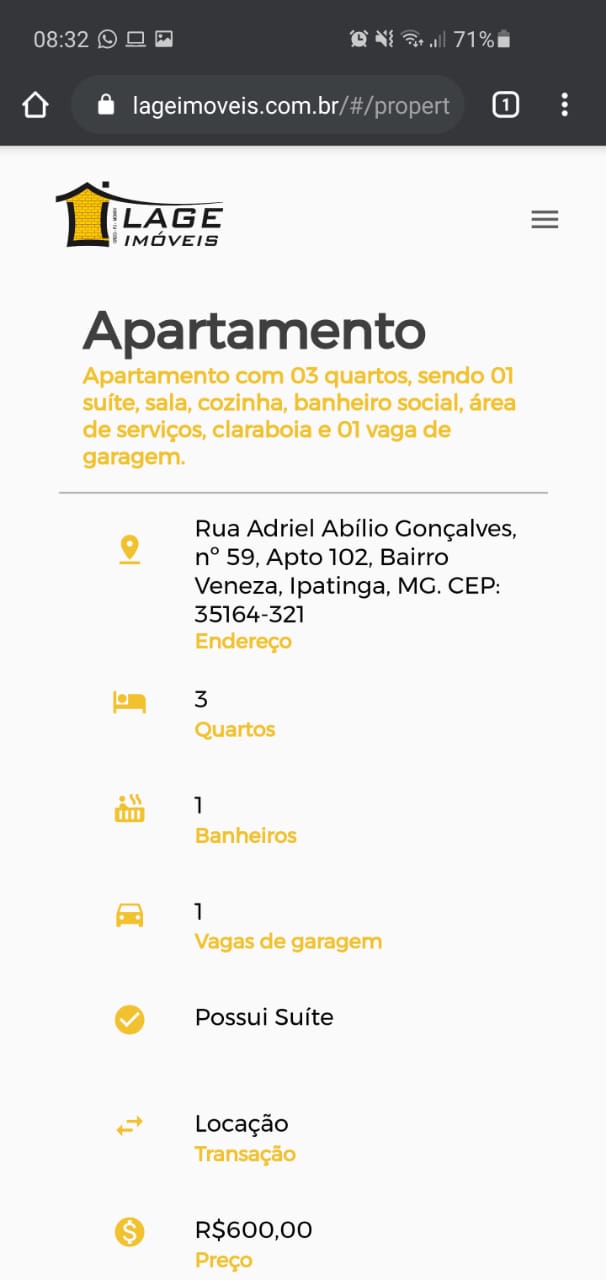 08:32 71%
lageimoveis.com.br/#/propert 1
LAGE
IMÓVEIS
Apartamento
Apartamento com 03 quartos, sendo 01
suíte, sala, cozinha, banheiro social, área
de serviços, claraboia e 01 vaga de
garagem.
Rua Adriel Abílio Gonçalves,
nº 59, Apto 102, Bairro
Veneza, Ipatinga, MG. CEP:
35164-321
Endereço
3
Quartos
1
Banheiros
1
Vagas de garagem
Possui Suíte
Locação
Transação
R$600,00
Preço